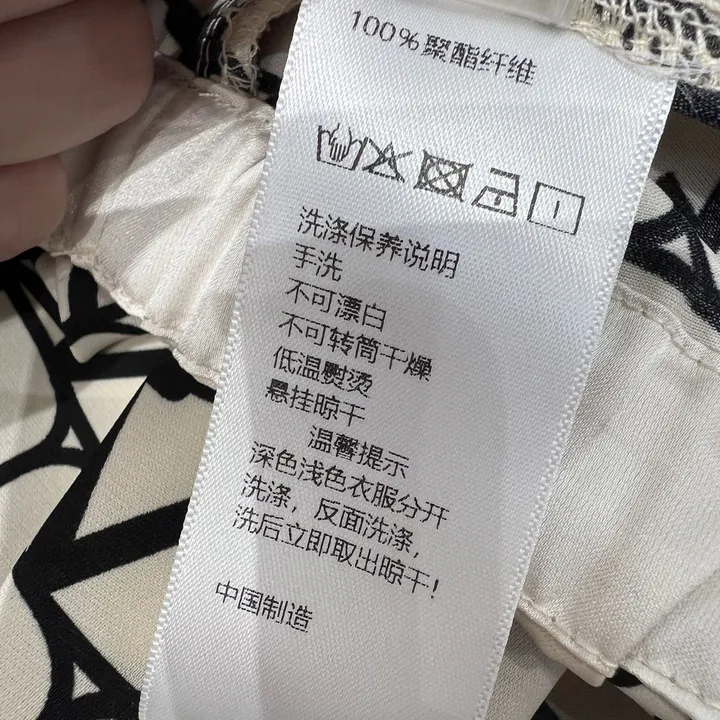 100%聚酯纤维
洗涤保养说明
手洗
不可漂白
不可转筒干燥
低温熨烫
悬挂晾干
温馨提示
深色浅色衣服分开
洗涤，反面洗涤，
洗后立即取出晾干！
中国制造